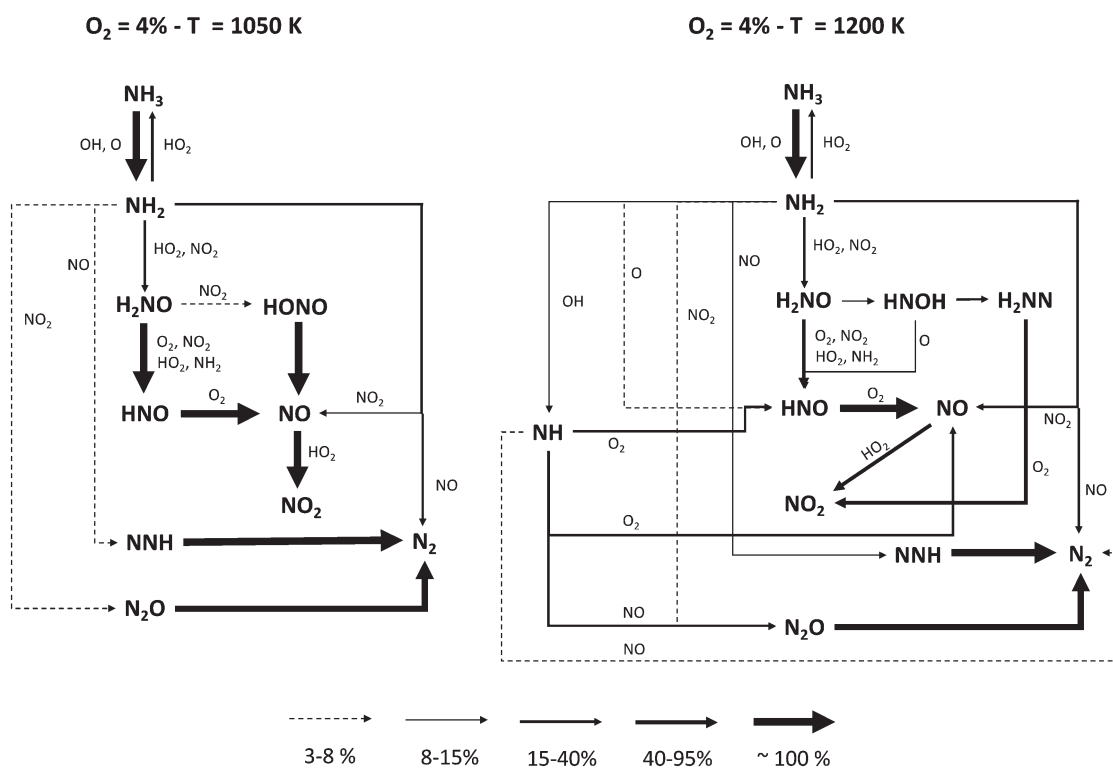 O₂ = 4% - T = 1050 K
NH₃
OH, O
HO₂
NH₂
HO₂, NO₂
NO
NO₂
H₂NO
NO₂
HONO
O₂, NO₂
HO₂, NH₂
HNO
O₂
NO
NO₂
HO₂
NO₂
NO
NNH
N₂
N₂O
O₂ = 4% - T = 1200 K
NH₃
OH, O
HO₂
NH₂
HO₂, NO₂
NO
O
OH
NO₂
H₂NO
HNOH
H₂NN
O₂, NO₂
HO₂, NH₂
O
HNO
O₂
NO
NO₂
NH
O₂
HO₂
O₂
NO₂
NO
O₂
NNH
N₂
NO
N₂O
NO
3-8 %
8-15%
15-40%
40-95%
~ 100 %